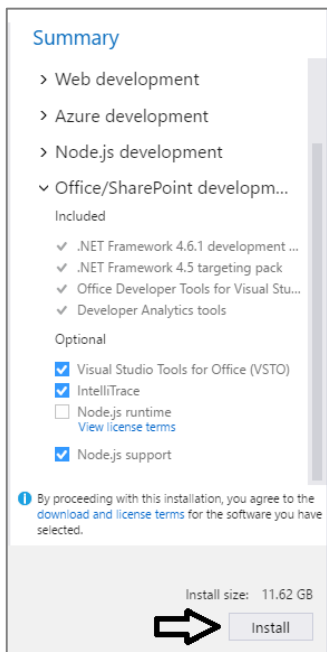 Summary
Web development
Azure development
Node.js development
Office/SharePoint developm...
Included
.NET Framework 4.6.1 development ...
.NET Framework 4.5 targeting pack
Office Developer Tools for Visual Stu...
Developer Analytics tools
Optional
Visual Studio Tools for Office (VSTO)
IntelliTrace
Node.js runtime
View license terms
Node.js support
By proceeding with this installation, you agree to the
download and license terms for the software you have
selected.
Install size: 11.62 GB
Install